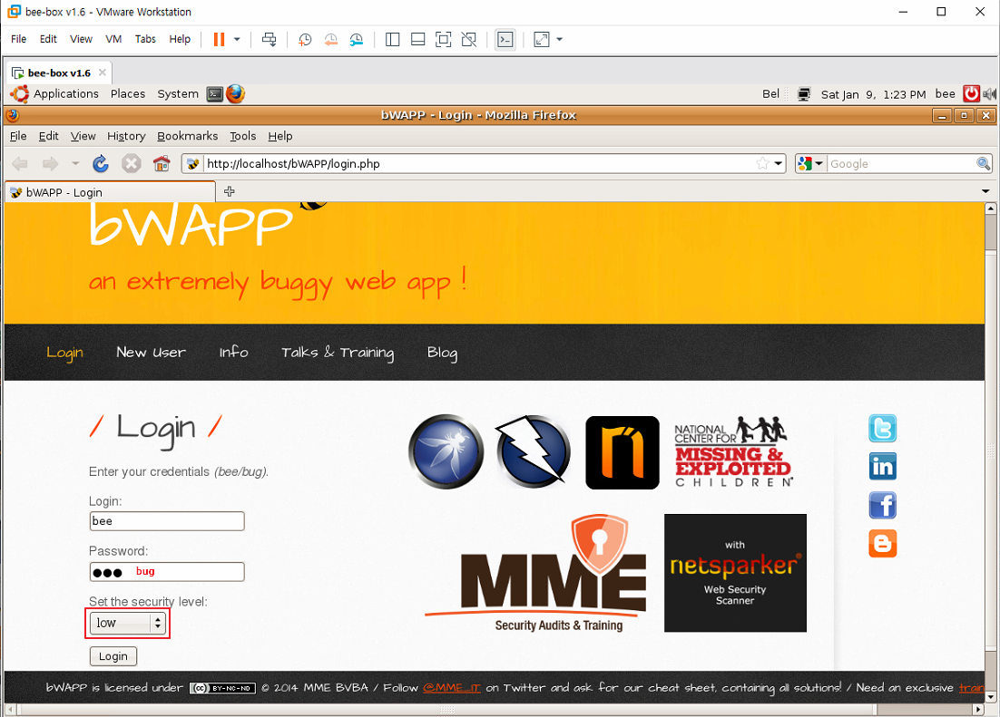 bee-box v1.6 - VMware Workstation
File Edit View VM Tabs Help
bee-box v1.6
Applications Places System Bel Sat Jan 9, 1:23 PM bee
bWAPP - Login - Mozilla Firefox
File Edit View History Bookmarks Tools Help
http://localhost/bWAPP/login.php Google
bWAPP - Login
bWAPP
an extremely buggy web app !
Login New User Info Talks & Training Blog
/ Login /
Enter your credentials (bee/bug).
Login:
bee
Password:
●●● bug
Set the security level:
low
Login
NATIONAL
CENTER FOR
MISSING &
EXPLOITED
CHILDREN®
MME
Security Audits & Training
with
netsparker®
Web Security
Scanner
bWAPP is licensed under (cc) BY-NC-ND © 2014 MME BVBA / Follow @MME_IT on Twitter and ask for our cheat sheet, containing all solutions! / Need an exclusive train